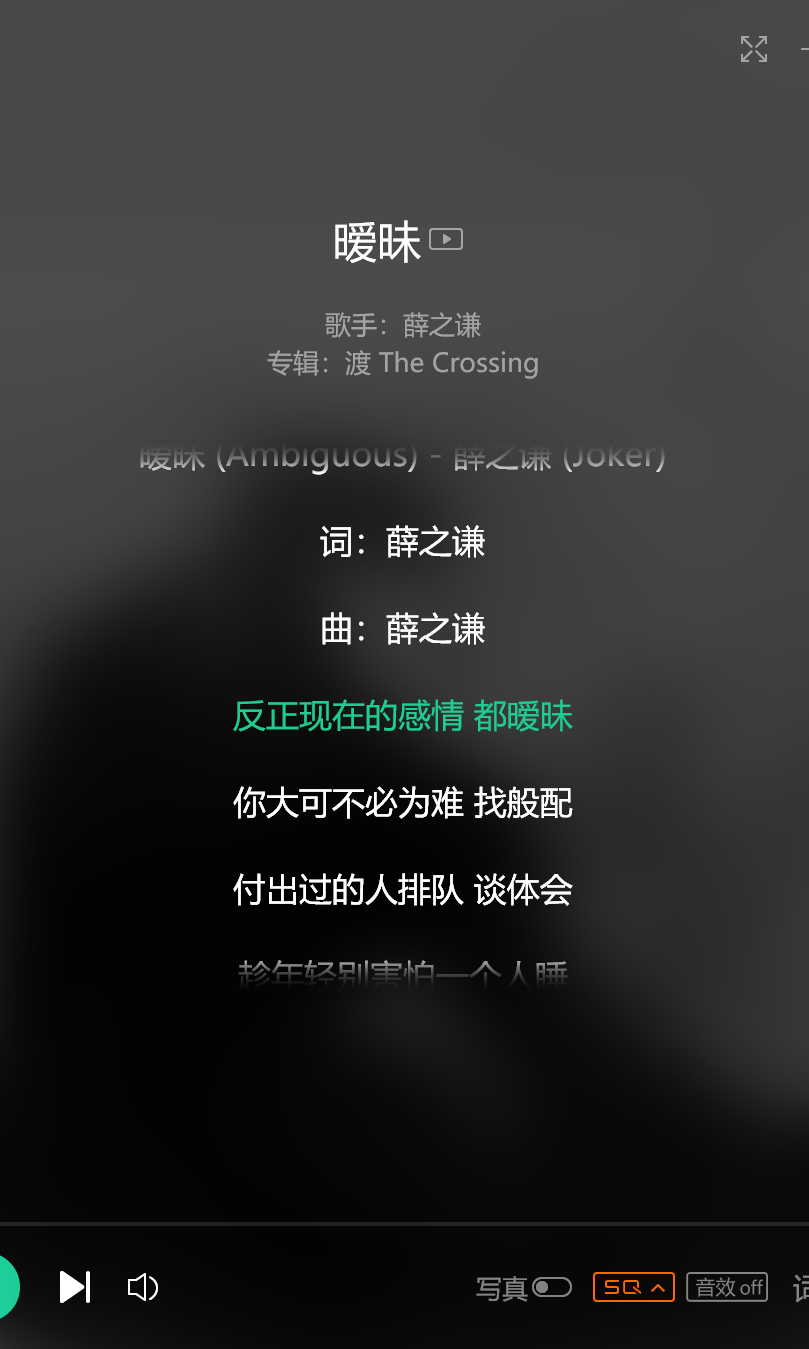 暧昧
歌手：薛之谦
专辑：渡 The Crossing
暧昧 (Ambiguous) - 薛之谦 (Joker)
词：薛之谦
曲：薛之谦
反正现在的感情 都暧昧
你大可不必为难 找般配
付出过的人排队 谈体会
趁年轻别害怕一个人睡
写真 SQ 音效 off 词